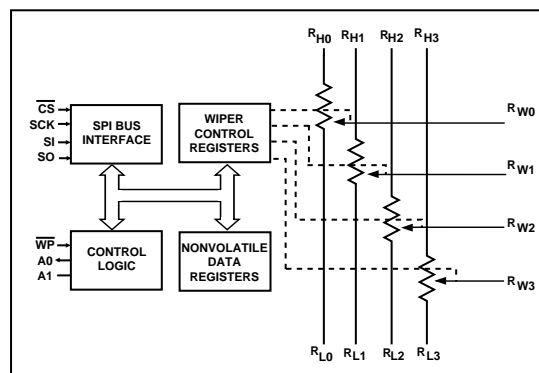 RH0 RH1 RH2 RH3
CS
SCK
SI
SO
SPI BUS
INTERFACE
WIPER
CONTROL
REGISTERS
RW0
RW1
RW2
RW3
WP
A0
A1
CONTROL
LOGIC
NONVOLATILE
DATA
REGISTERS
RL0 RL1 RL2 RL3